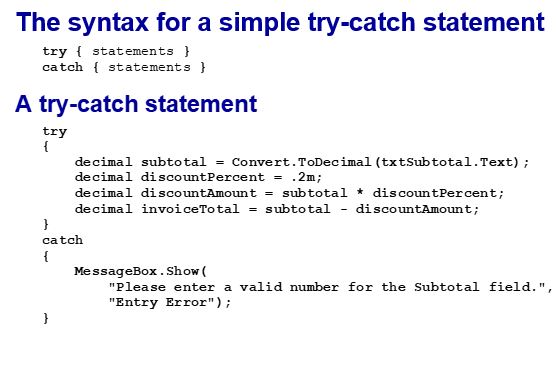 The syntax for a simple try-catch statement
try { statements }
catch { statements }
A try-catch statement
try
{
decimal subtotal = Convert.ToDecimal(txtSubtotal.Text);
decimal discountPercent = .2m;
decimal discountAmount = subtotal * discountPercent;
decimal invoiceTotal = subtotal - discountAmount;
}
catch
{
MessageBox.Show(
"Please enter a valid number for the Subtotal field.",
"Entry Error");
}